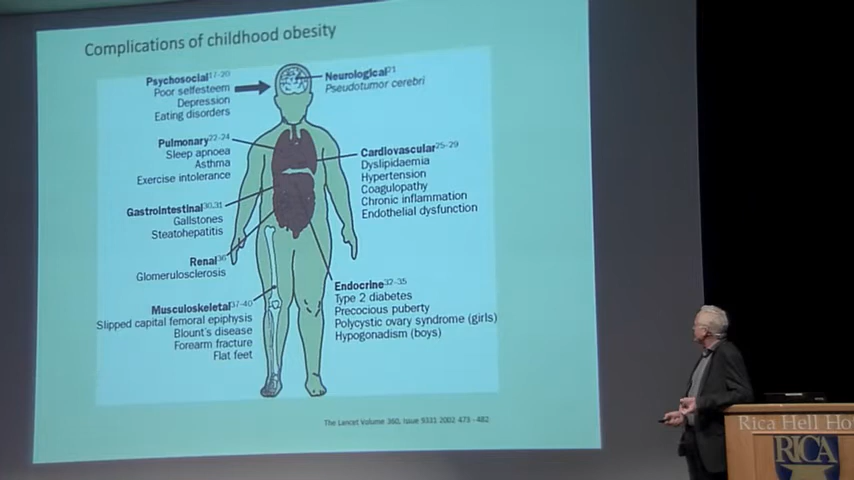 Complications of childhood obesity
Psychosocial17-20
Poor selfesteem
Depression
Eating disorders
Neurological21
Pseudotumor cerebri
Pulmonary22-24
Sleep apnoea
Asthma
Exercise intolerance
Cardiovascular25-29
Dyslipidaemia
Hypertension
Coagulopathy
Chronic inflammation
Endothelial dysfunction
Gastrointestinal30,31
Gallstones
Steatohepatitis
Renal36
Glomerulosclerosis
Musculoskeletal37-40
Slipped capital femoral epiphysis
Blount's disease
Forearm fracture
Flat feet
Endocrine32-35
Type 2 diabetes
Precocious puberty
Polycystic ovary syndrome (girls)
Hypogonadism (boys)
The Lancet Volume 360, Issue 9331 2002 473-482
Rica Hell Ho
RICA